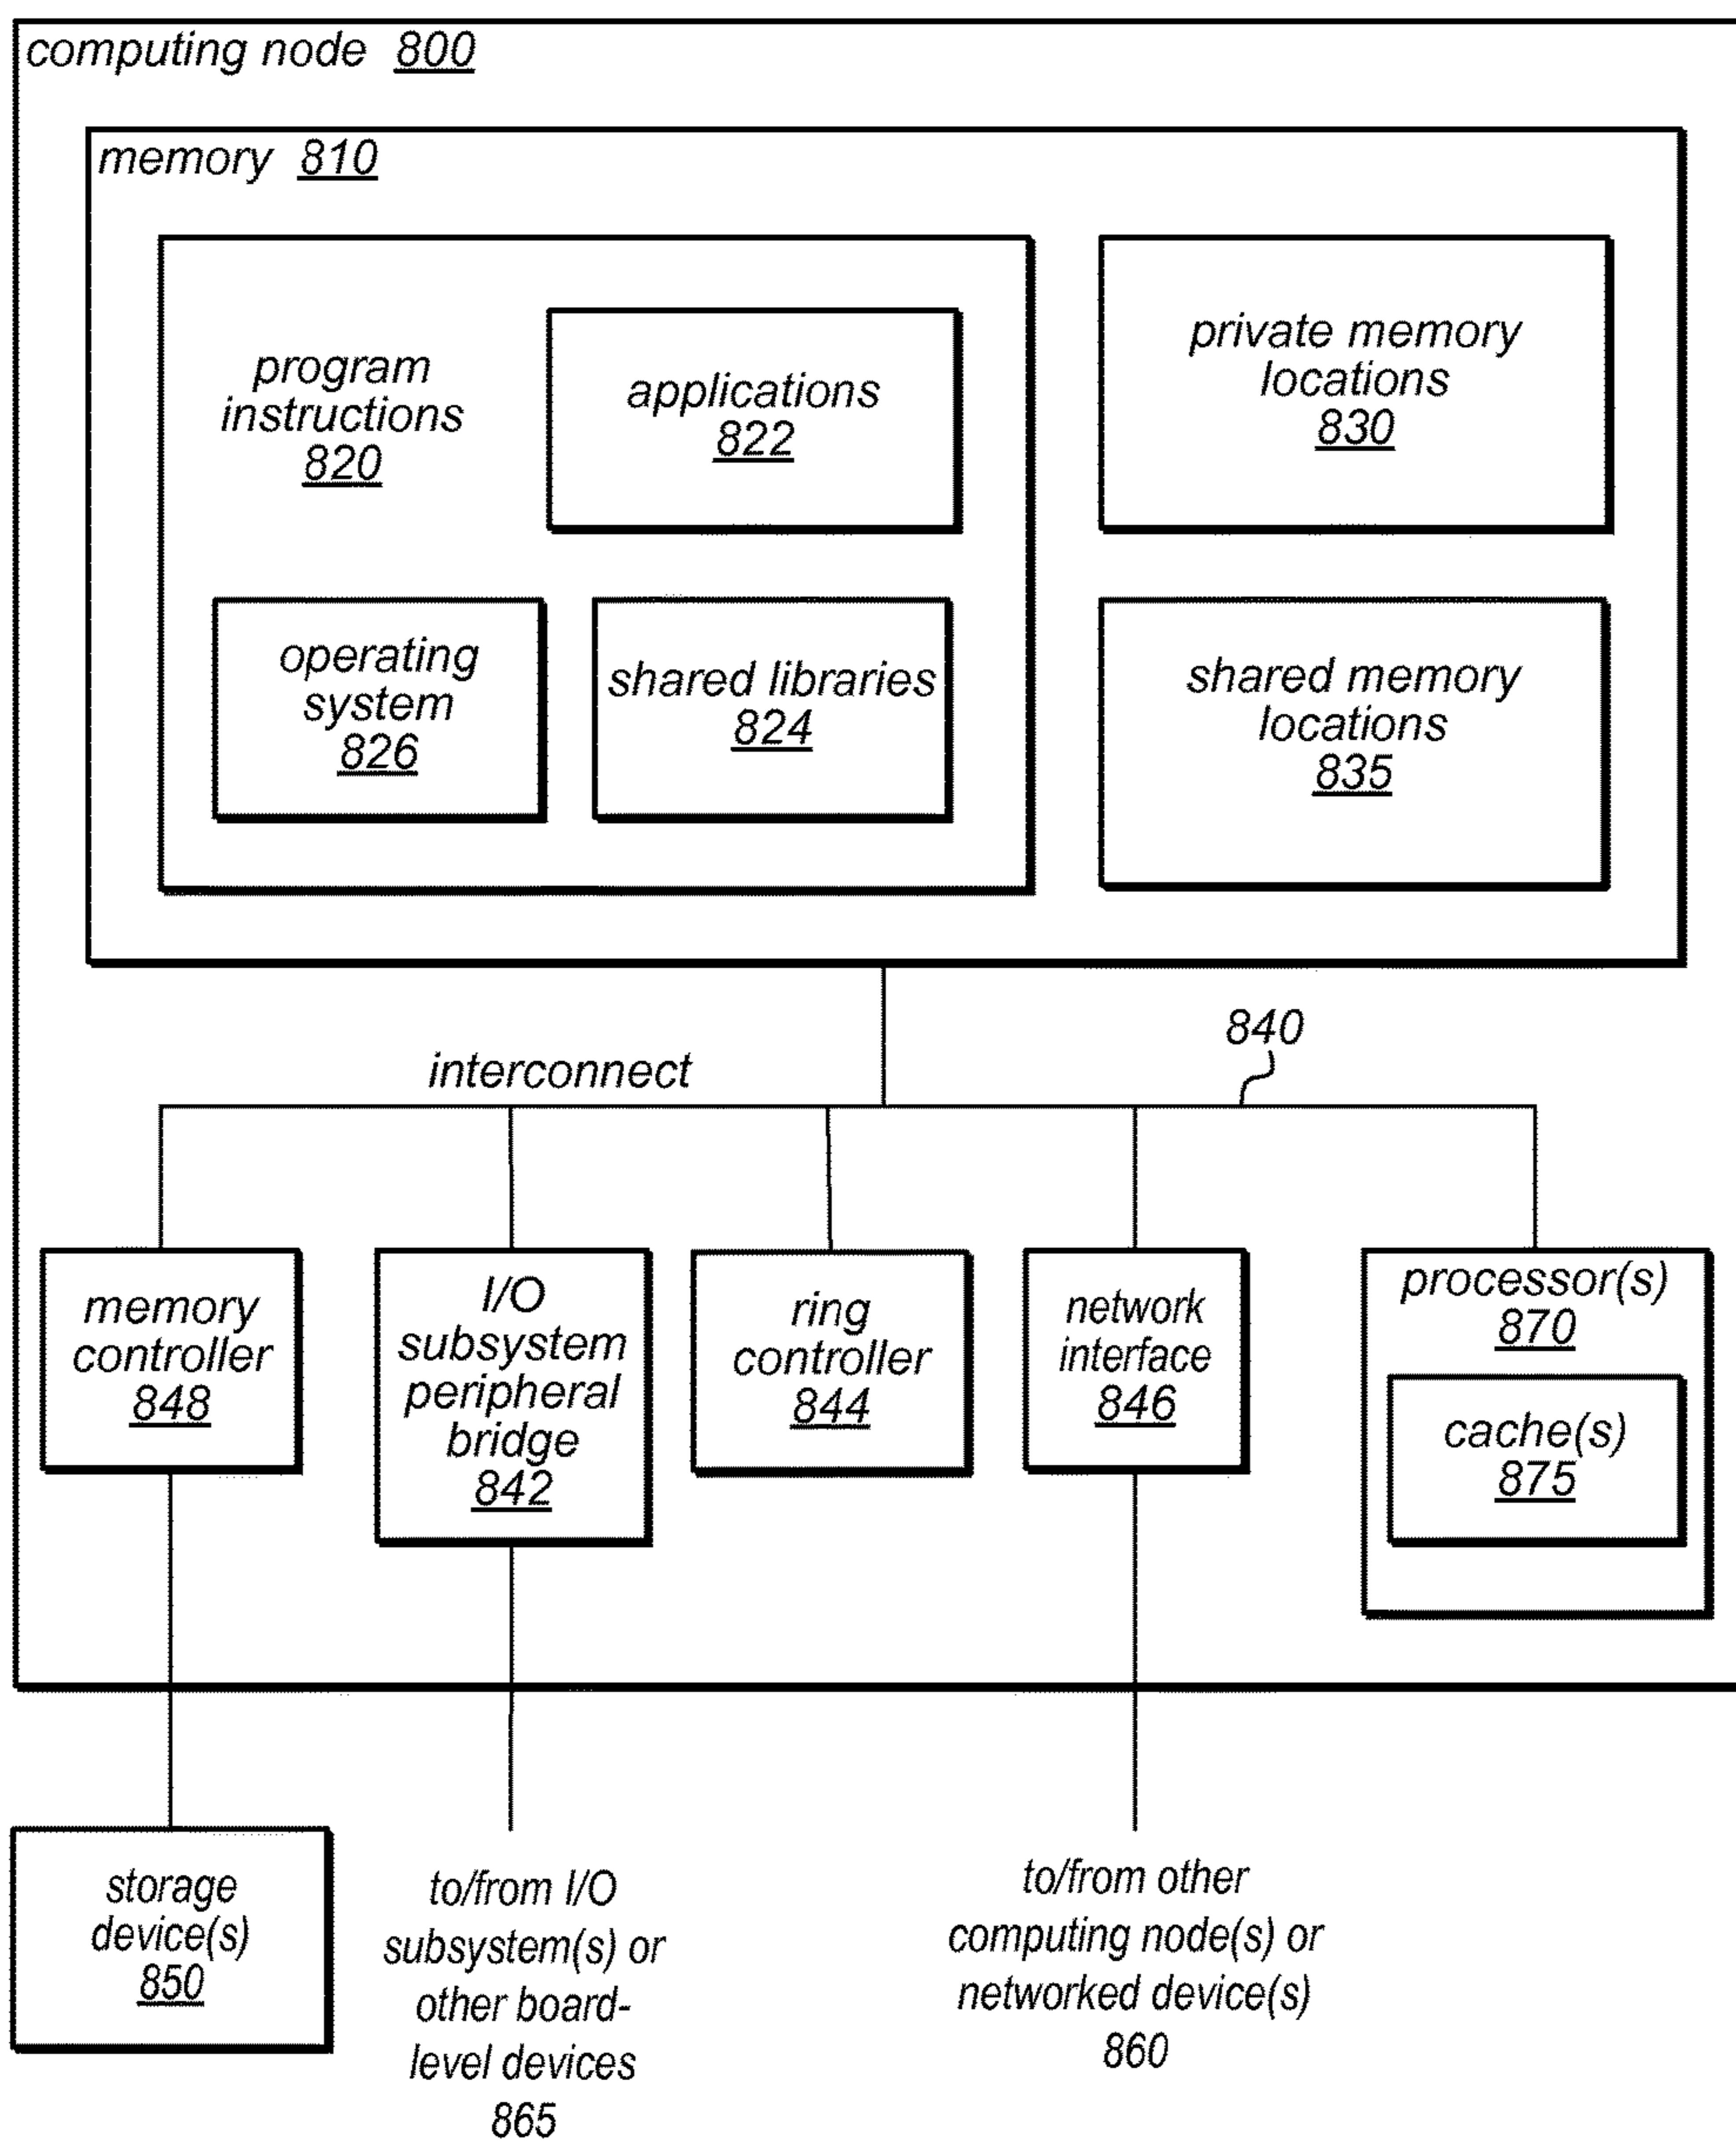 computing node 800
memory 810
program
instructions
820
applications
822
operating
system
826
shared libraries
824
private memory
locations
830
shared memory
locations
835
interconnect
840
memory
controller
848
I/O
subsystem
peripheral
bridge
842
ring
controller
844
network
interface
846
processor(s)
870
cache(s)
875
storage
device(s)
850
to/from I/O
subsystem(s) or
other board-
level devices
865
to/from other
computing node(s) or
networked device(s)
860